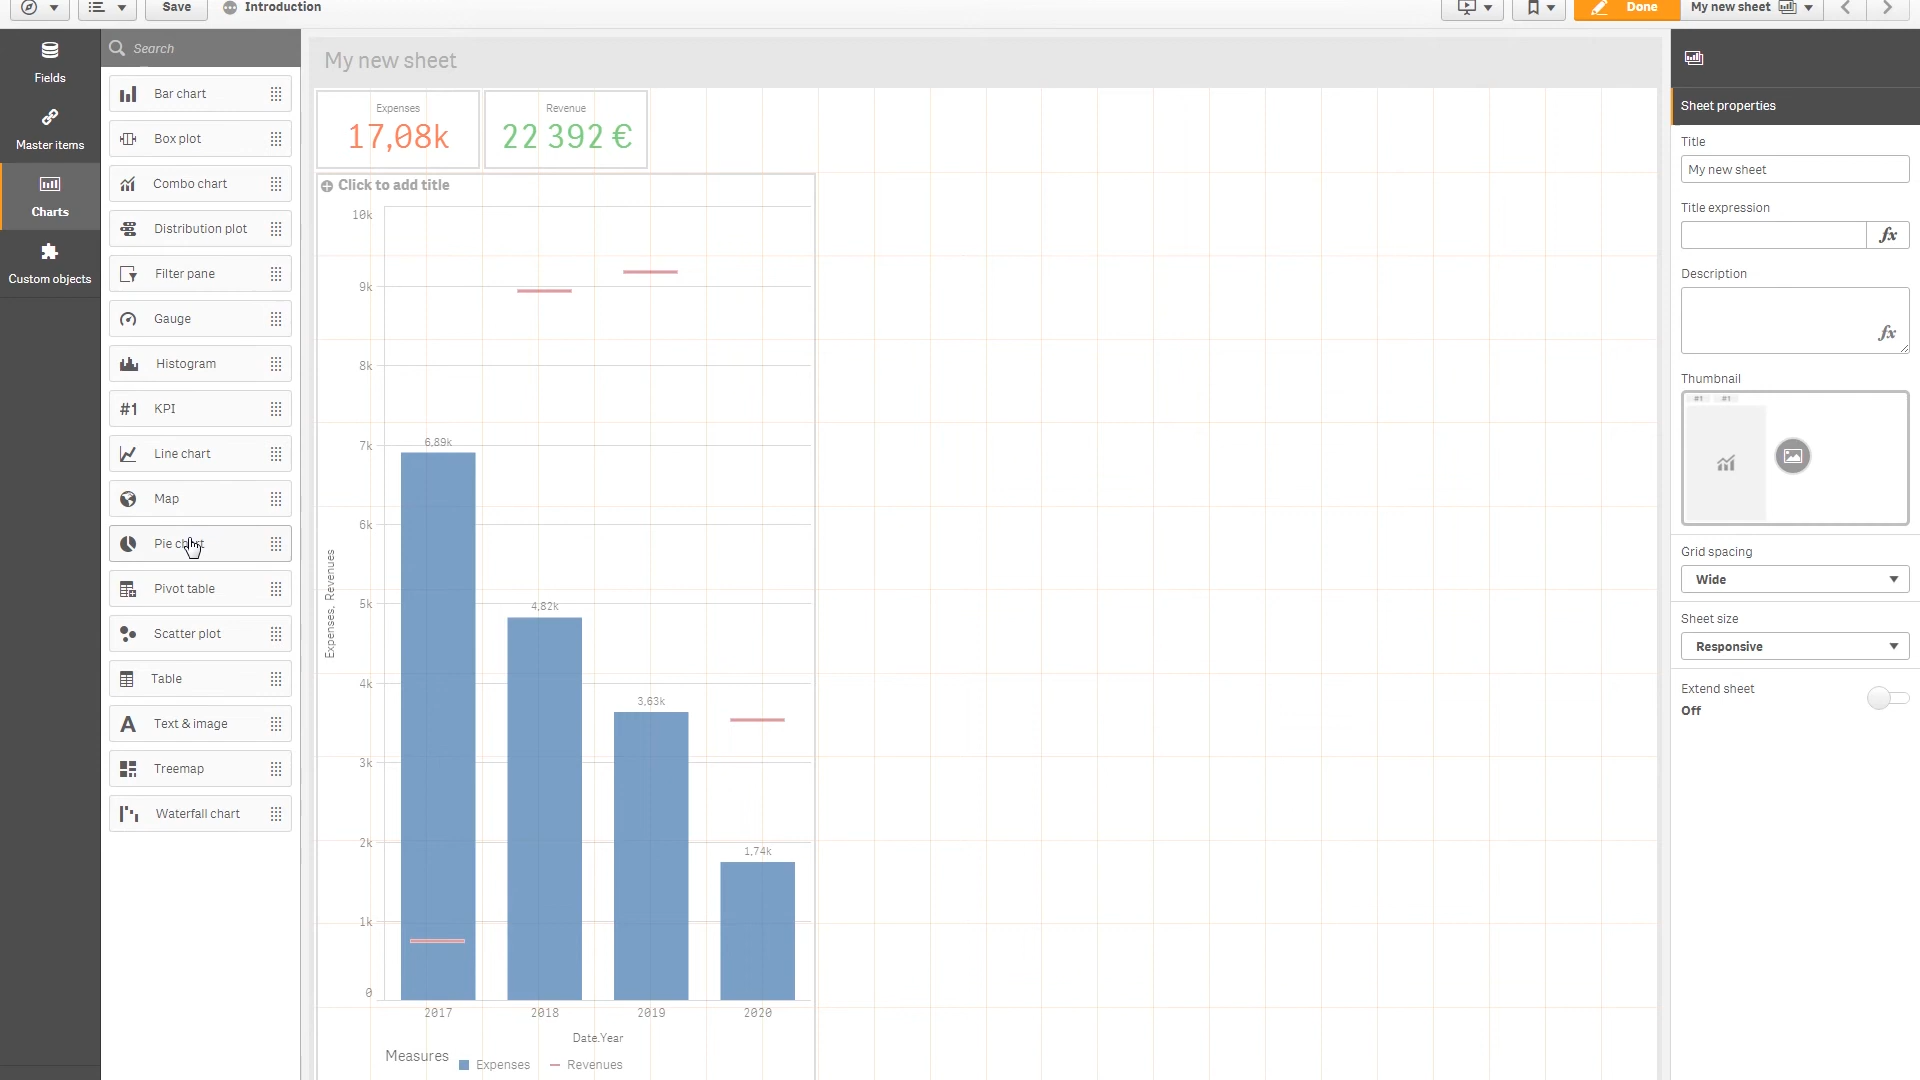 Save
Introduction
Done
My new sheet
Fields
Master items
Charts
Custom objects
Search
Bar chart
Box plot
Combo chart
Distribution plot
Filter pane
Gauge
Histogram
#1 KPI
Line chart
Map
Pie chart
Pivot table
Scatter plot
Table
A Text & image
Treemap
Waterfall chart
My new sheet
Expenses
17,08k
Revenue
22 392 €
Click to add title
10k
9k
8k
7k
6k
5k
4k
3k
2k
1k
0
Expenses, Revenues
6,89k
4,82k
3,63k
1,74k
2017
2018
2019
2020
Date.Year
Measures
Expenses
Revenues
Sheet properties
Title
My new sheet
Title expression
fx
Description
fx
Thumbnail
#1 #1
Grid spacing
Wide
Sheet size
Responsive
Extend sheet
Off